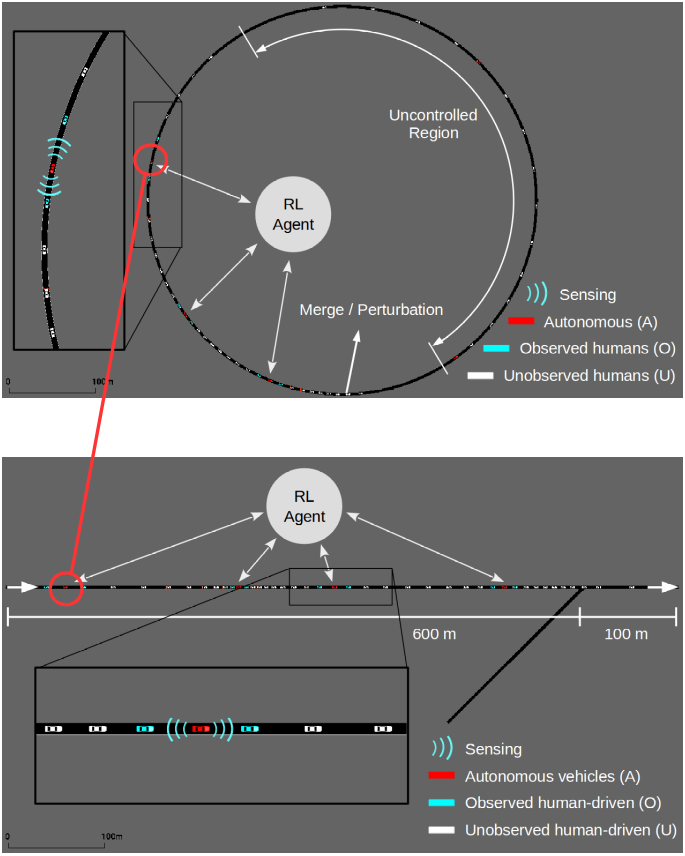 Uncontrolled
Region
RL
Agent
Merge / Perturbation
Sensing
Autonomous (A)
Observed humans (O)
Unobserved humans (U)
0
100m
RL
Agent
600 m
100 m
Sensing
Autonomous vehicles (A)
Observed human-driven (O)
Unobserved human-driven (U)
0
100m